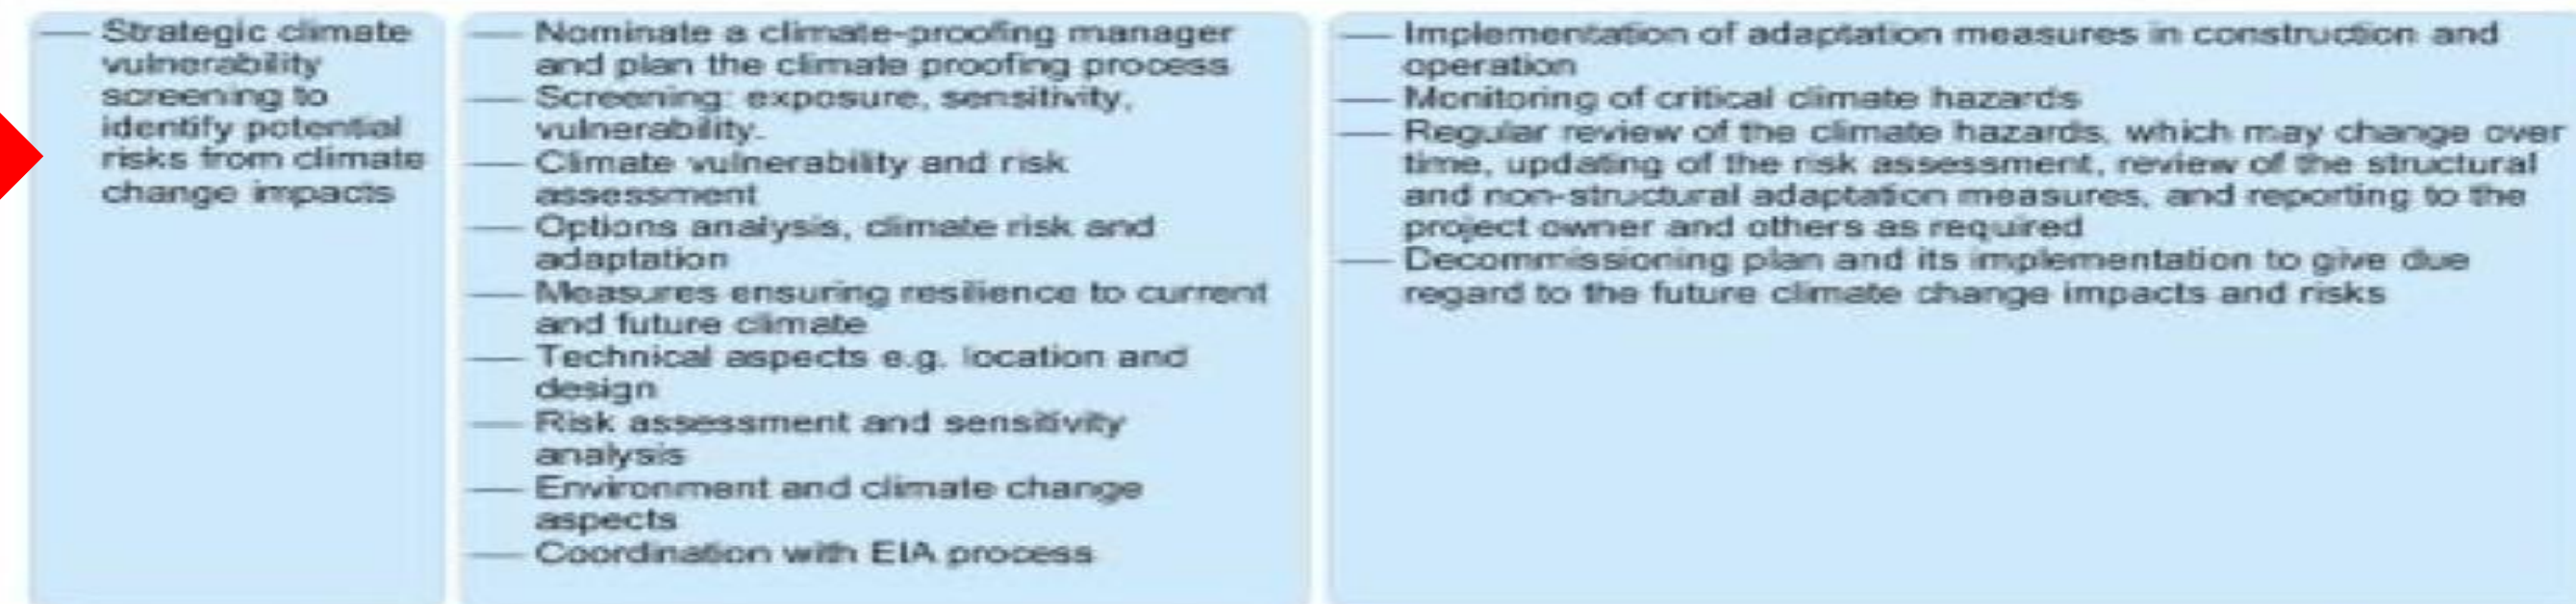 — Strategic climate
vulnerability
screening to
identify potential
risks from climate
change impacts
— Nominate a climate-proofing manager
and plan the climate proofing process
— Screening: exposure, sensitivity,
vulnerability.
— Climate vulnerability and risk
assessment
— Options analysis, climate risk and
adaptation
— Measures ensuring resilience to current
and future climate
— Technical aspects e.g. location and
design
— Risk assessment and sensitivity
analysis
— Environment and climate change
aspects
— Coordination with EIA process
— Implementation of adaptation measures in construction and
operation
— Monitoring of critical climate hazards
— Regular review of the climate hazards, which may change over
time, updating of the risk assessment, review of the structural
and non-structural adaptation measures, and reporting to the
project owner and others as required
— Decommissioning plan and its implementation to give due
regard to the future climate change impacts and risks